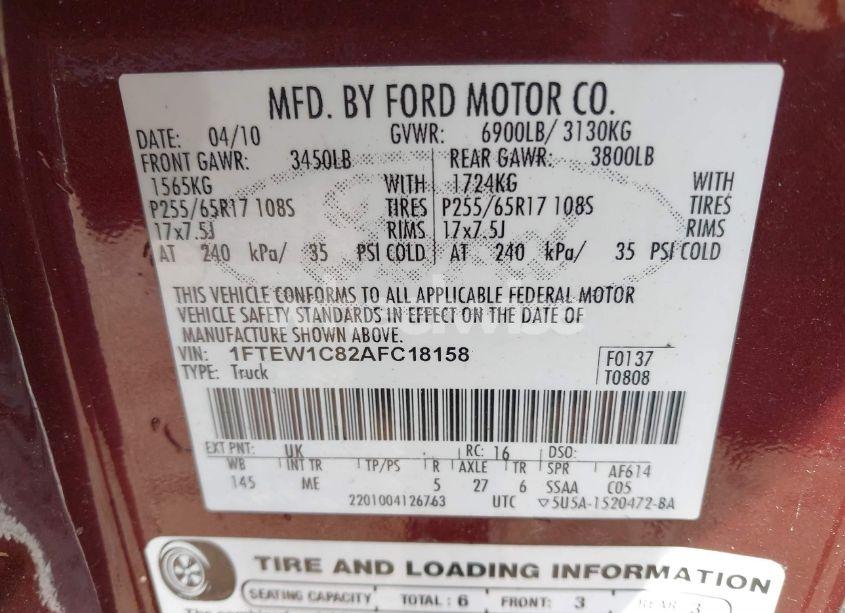 MFD. BY FORD MOTOR CO.
DATE: 04/10 GVWR: 6900LB/ 3130KG
FRONT GAWR: 3450LB REAR GAWR: 3800LB
1565KG WITH 1724KG WITH
P255/65R17 108S TIRES P255/65R17 108S TIRES
17x7.5J RIMS 17x7.5J RIMS
AT 240 kPa/ 35 PSI COLD AT 240 kPa/ 35 PSI COLD
THIS VEHICLE CONFORMS TO ALL APPLICABLE FEDERAL MOTOR
VEHICLE SAFETY STANDARDS IN EFFECT ON THE DATE OF
MANUFACTURE SHOWN ABOVE.
VIN: 1FTEW1C82AFC18158 F0137
TYPE: Truck T0808
EXT PNT: UK RC: 16 DSO:
WB INT TR TP/PS R AXLE TR SPR AF614
145 ME 5 27 6 SSAA C05
2201004126763 UTC ▽5U5A-1520472-BA
TIRE AND LOADING INFORMATION
SEATING CAPACITY TOTAL: 6 FRONT: 3 REAR: 3